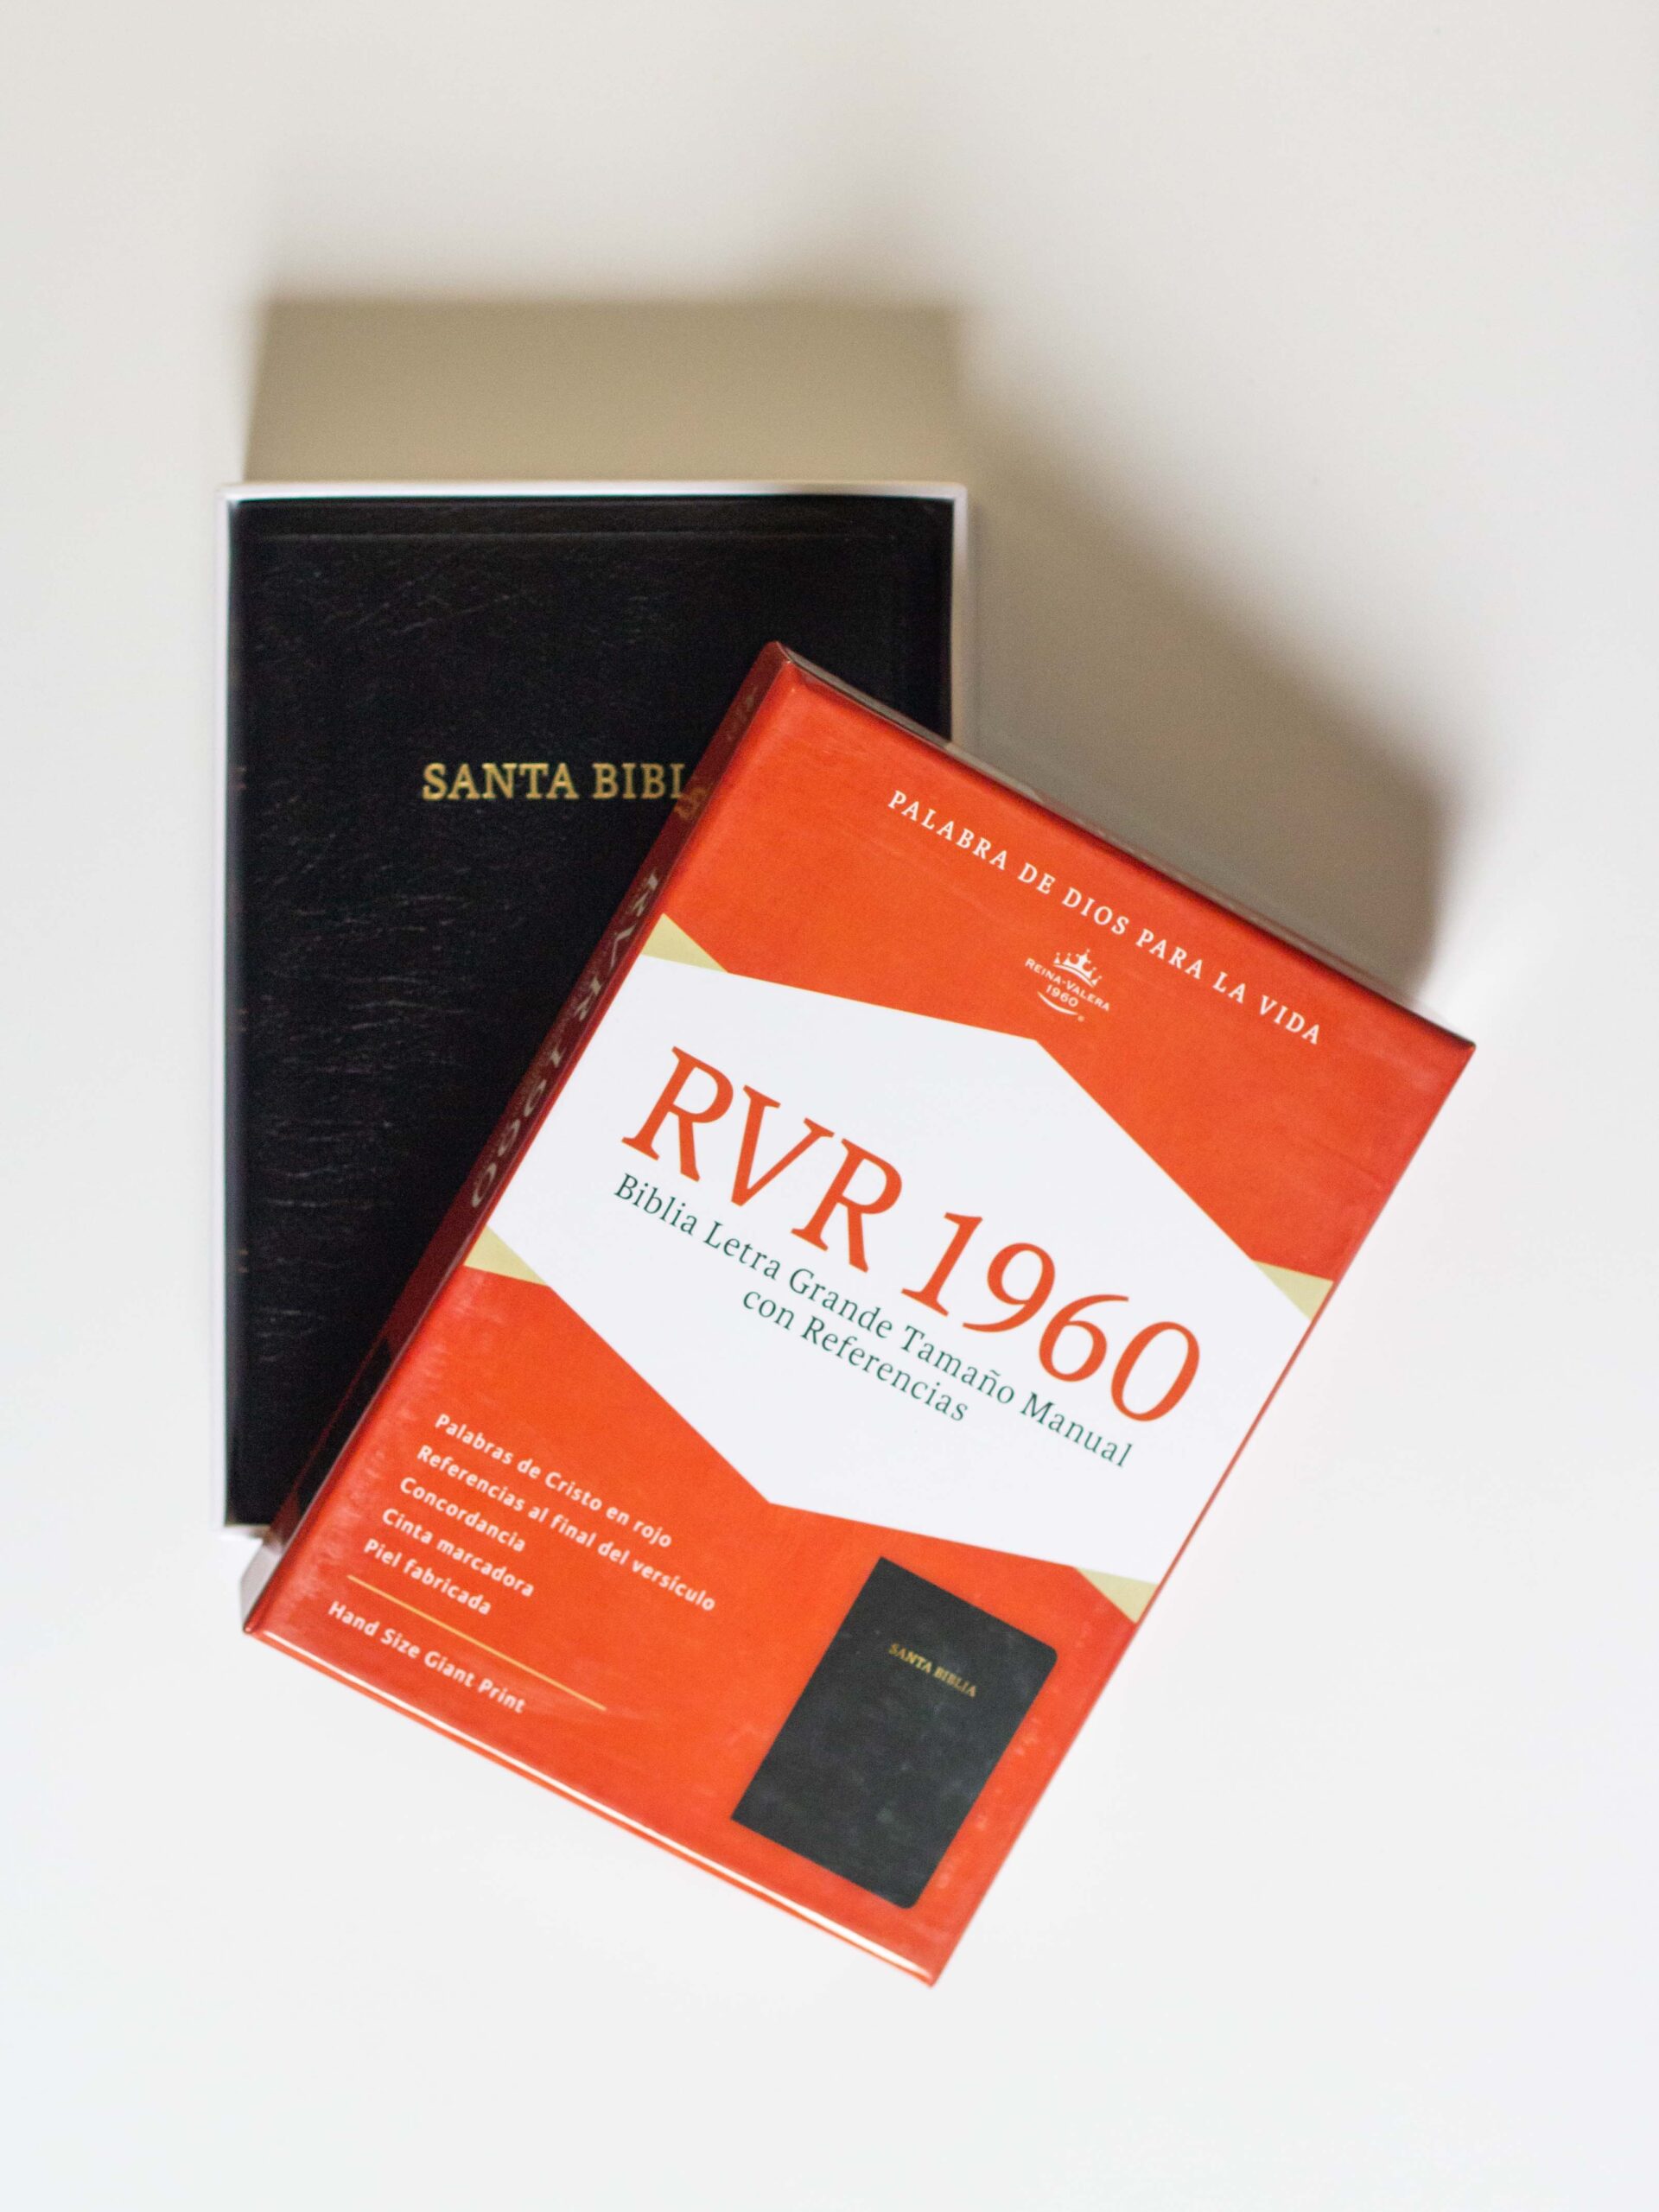 SANTA BIBL
PALABRA DE DIOS PARA LA VIDA
REINA-VALERA
1960
RVR 1960
Biblia Letra Grande Tamaño Manual
con Referencias
Palabras de Cristo en rojo
Referencias al final del versículo
Concordancia
Cinta marcadora
Piel fabricada
Hand Size Giant Print
SANTA BIBLIA
RVR 1960